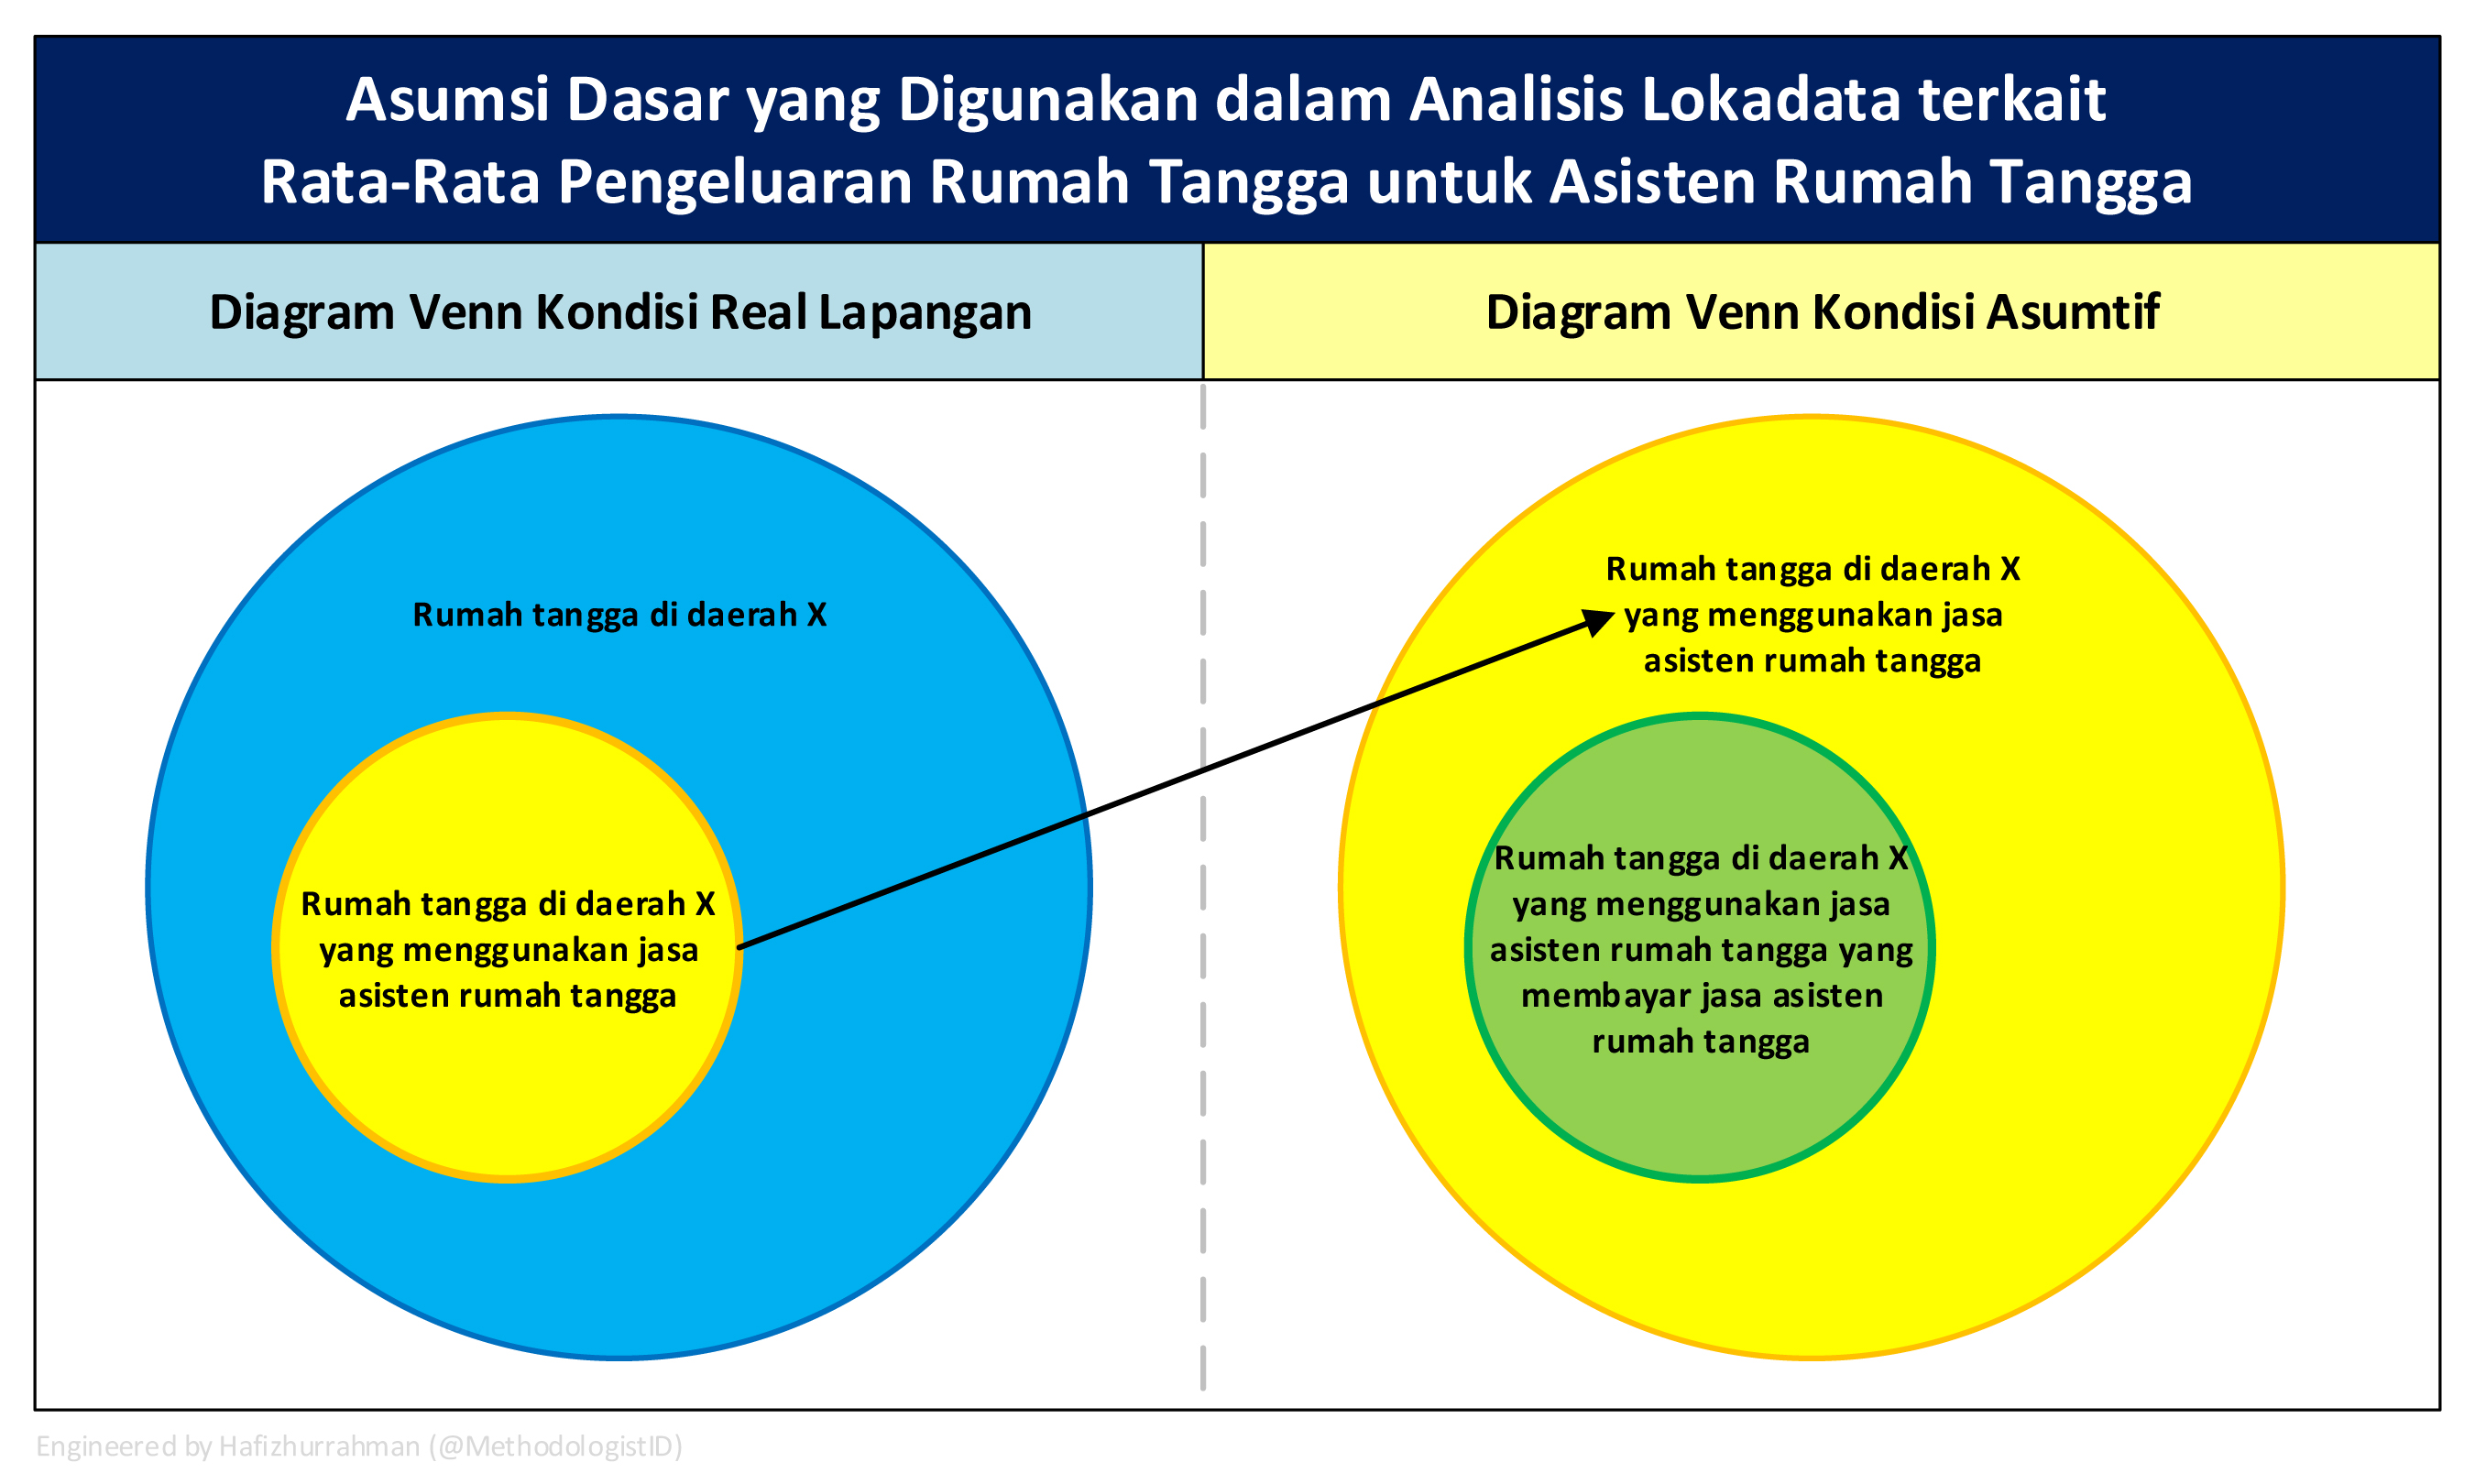 Asumsi Dasar yang Digunakan dalam Analisis Lokadata terkait
Rata-Rata Pengeluaran Rumah Tangga untuk Asisten Rumah Tangga
Diagram Venn Kondisi Real Lapangan
Diagram Venn Kondisi Asumtif
Rumah tangga di daerah X
Rumah tangga di daerah X
yang menggunakan jasa
asisten rumah tangga
Rumah tangga di daerah X
yang menggunakan jasa
asisten rumah tangga
Rumah tangga di daerah X
yang menggunakan jasa
asisten rumah tangga yang
membayar jasa asisten
rumah tangga
Engineered by Hafizhurrahman (@MethodologistID)